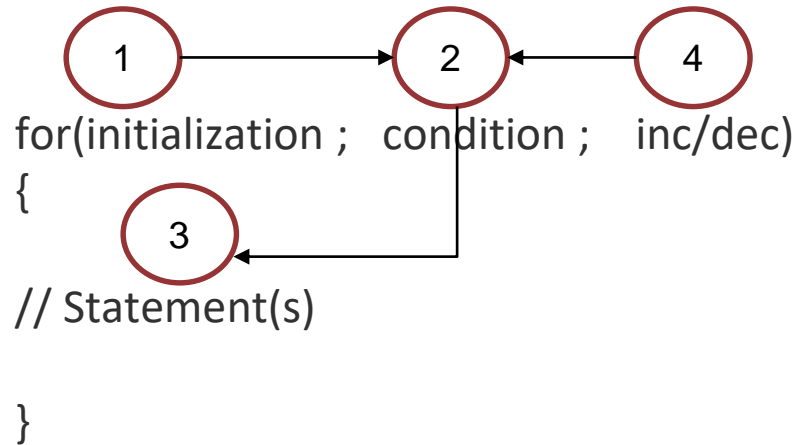 1 2 4
for(initialization ; condition ; inc/dec)
{
3
// Statement(s)
}